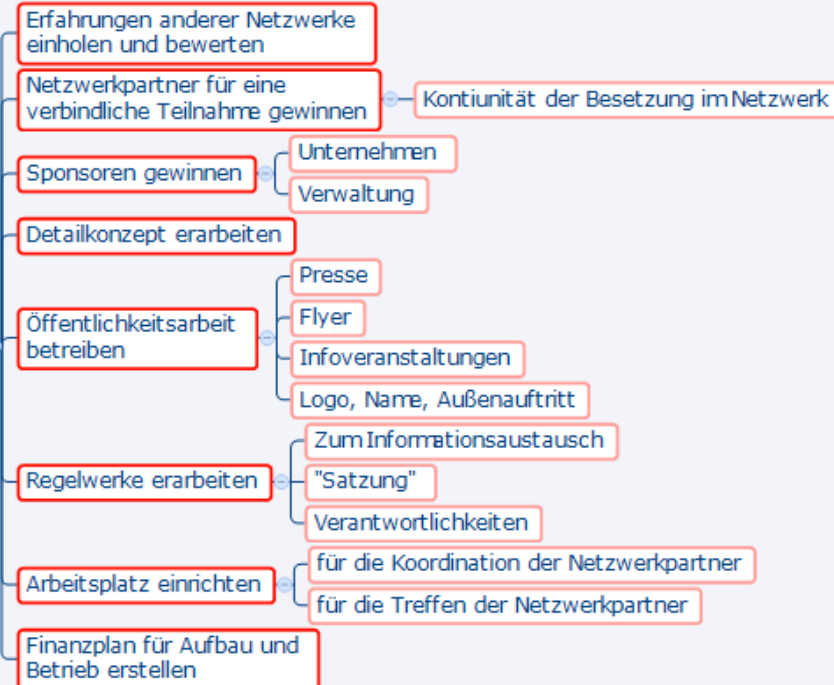 Erfahrungen anderer Netzwerke
einholen und bewerten
Netzwerkpartner für eine
verbindliche Teilnahme gewinnen
Kontiunität der Besetzung im Netzwerk
Sponsoren gewinnen
Unternehmen
Verwaltung
Detailkonzept erarbeiten
Öffentlichkeitsarbeit
betreiben
Presse
Flyer
Infoveranstaltungen
Logo, Name, Außenauftritt
Regelwerke erarbeiten
Zum Informationsaustausch
"Satzung"
Verantwortlichkeiten
Arbeitsplatz einrichten
für die Koordination der Netzwerkpartner
für die Treffen der Netzwerkpartner
Finanzplan für Aufbau und
Betrieb erstellen